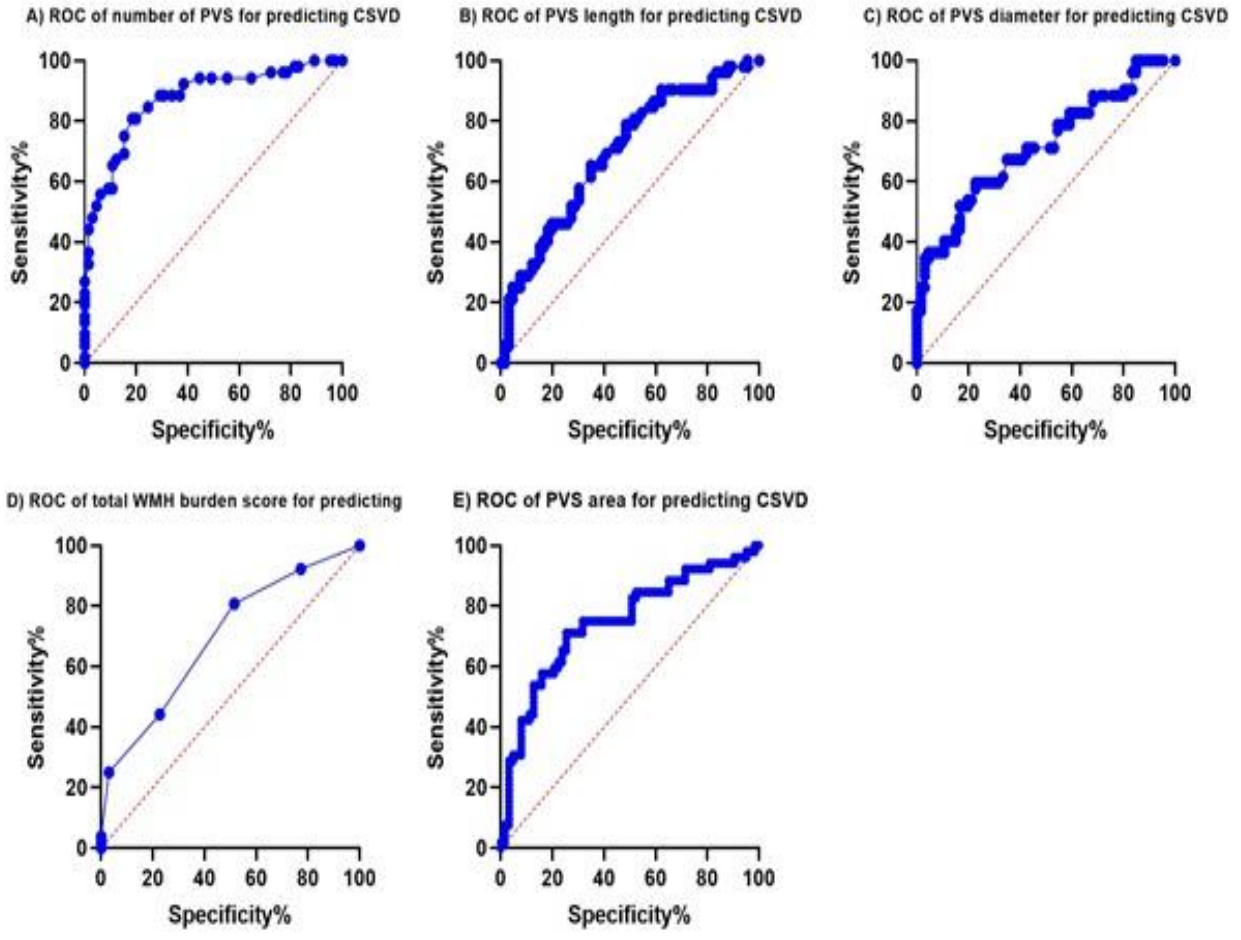 A) ROC of number of PVS for predicting CSVD
100
80
60
40
20
0
Sensitivity%
0 20 40 60 80 100
Specificity%
B) ROC of PVS length for predicting CSVD
100
80
60
40
20
0
Sensitivity%
0 20 40 60 80 100
Specificity%
C) ROC of PVS diameter for predicting CSVD
100
80
60
40
20
0
Sensitivity%
0 20 40 60 80 100
Specificity%
D) ROC of total WMH burden score for predicting
100
80
60
40
20
0
Sensitivity%
0 20 40 60 80 100
Specificity%
E) ROC of PVS area for predicting CSVD
100
80
60
40
20
0
Sensitivity%
0 20 40 60 80 100
Specificity%